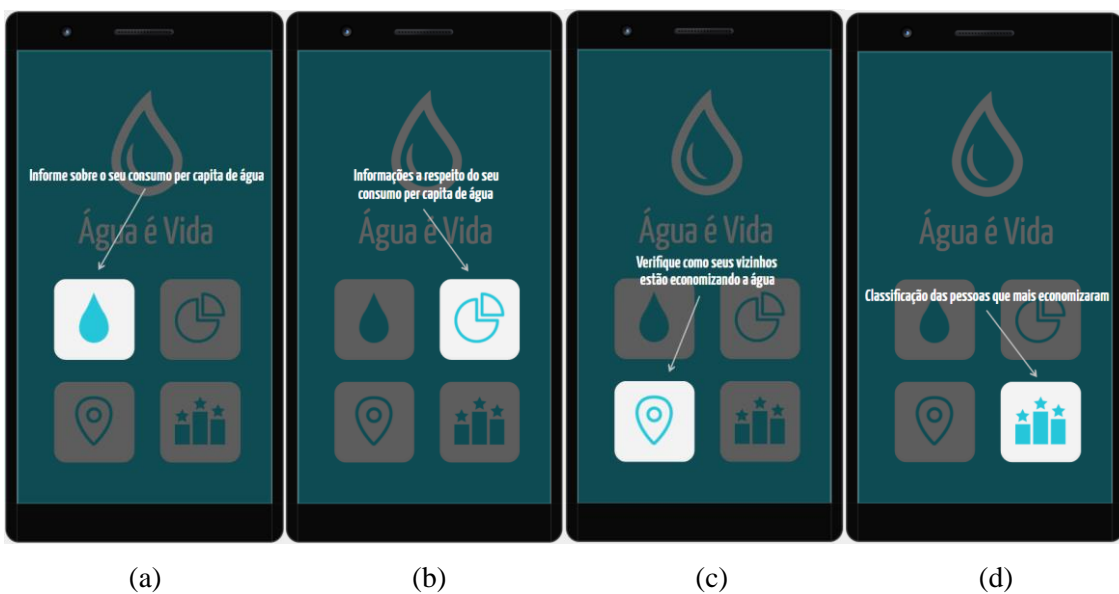 Informe sobre o seu consumo per capita de água
Água é Vida
Informações a respeito do seu
consumo per capita de água
Água é Vida
Água é Vida
Verifique como seus vizinhos
estão economizando a água
Água é Vida
Classificação das pessoas que mais economizaram
(a)
(b)
(c)
(d)